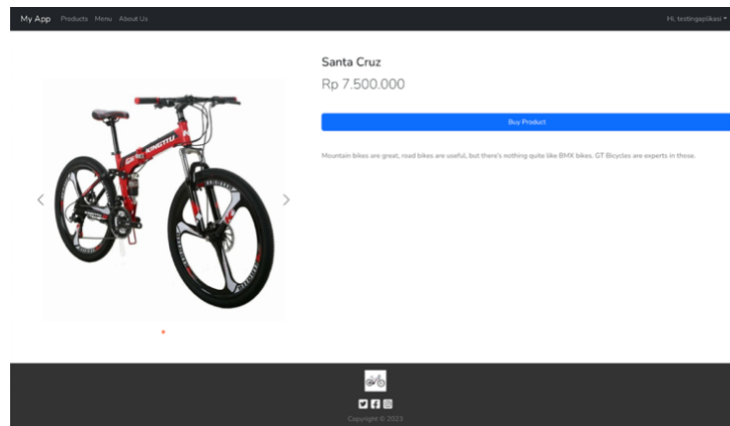 My App Products Menu About Us Hi, testingaplikasi
Santa Cruz
Rp 7.500.000
Buy Product
Mountain bikes are great, road bikes are useful, but there's nothing quite like BMX bikes. GT Bicycles are experts in those.
KINGTTU
Copyright © 2023